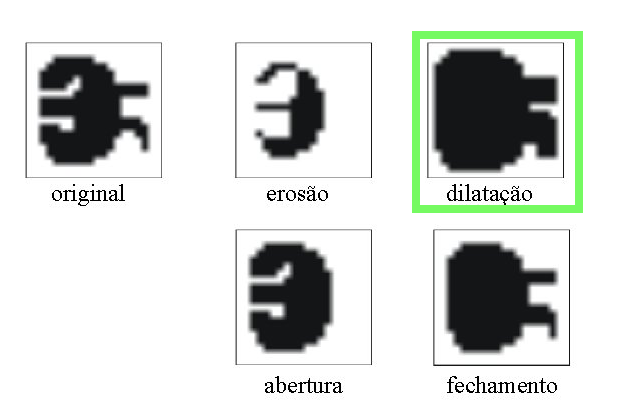 original
erosão
dilatação
abertura
fechamento